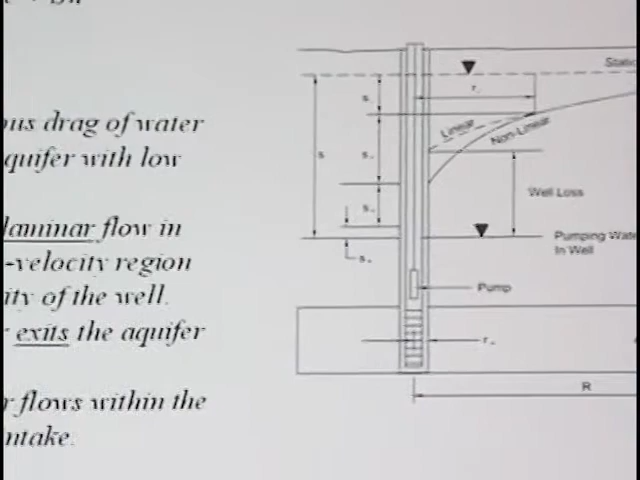 ous drag of water
quifer with low
laminar flow in
-velocity region
ity of the well.
r exits the aquifer
r flows within the
ntake.
Static
r
s
Linear
Non-Linear
s
s
Well Loss
s
Pumping Wate
In Well
s
Pump
r
R